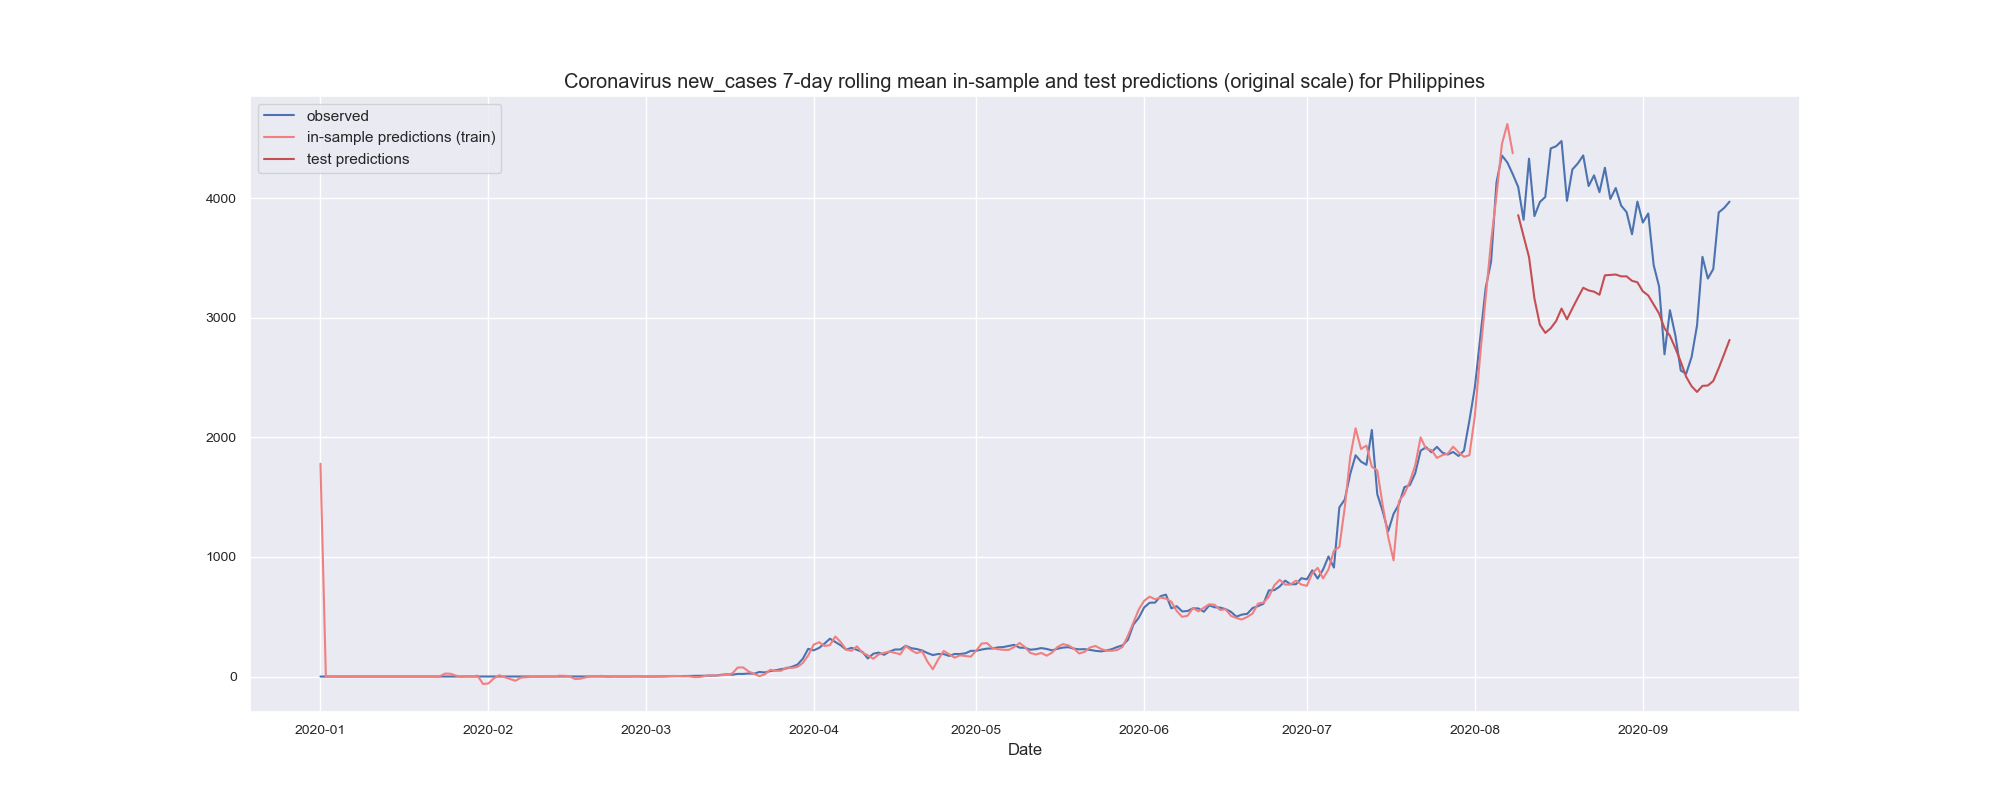 Coronavirus new_cases 7-day rolling mean in-sample and test predictions (original scale) for Philippines
observed
in-sample predictions (train)
test predictions
4000
3000
2000
1000
0
2020-01 2020-02 2020-03 2020-04 2020-05 2020-06 2020-07 2020-08 2020-09
Date